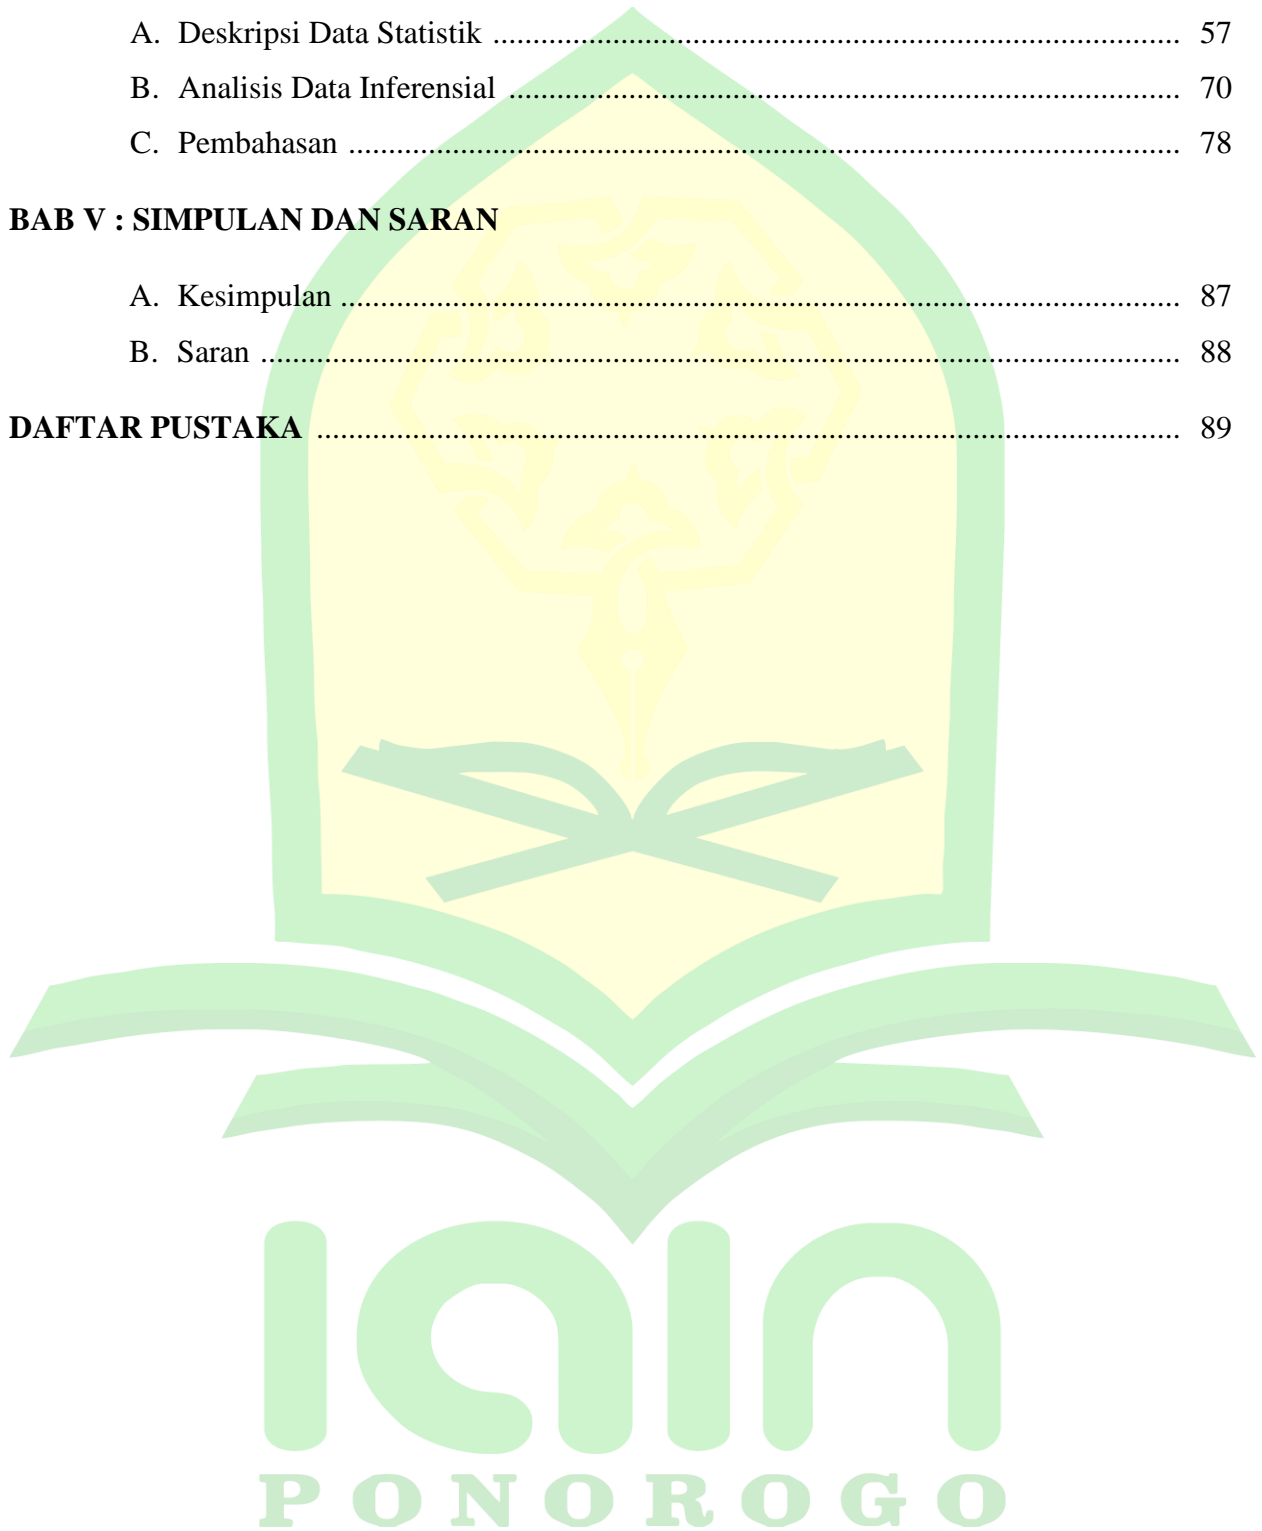 A. Deskripsi Data Statistik ........................................................................................ 57
B. Analisis Data Inferensial ...................................................................................... 70
C. Pembahasan ........................................................................................................... 78
BAB V : SIMPULAN DAN SARAN
A. Kesimpulan ............................................................................................................ 87
B. Saran ...................................................................................................................... 88
DAFTAR PUSTAKA ............................................................................................................... 89
iain
PONOROGO